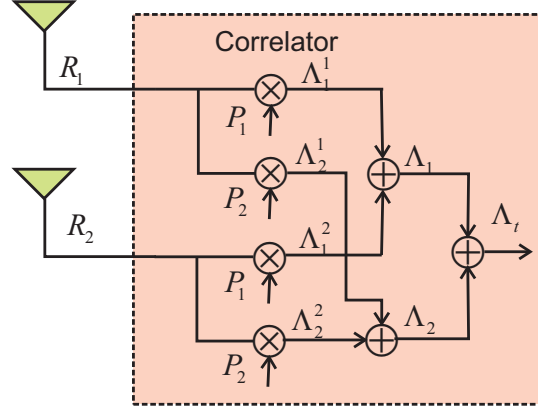 Correlator
R₁
Λ₁¹
P₁
Λ₂¹
Λ₁
P₂
Λₜ
R₂
Λ₁²
P₁
Λ₂²
Λ₂
P₂